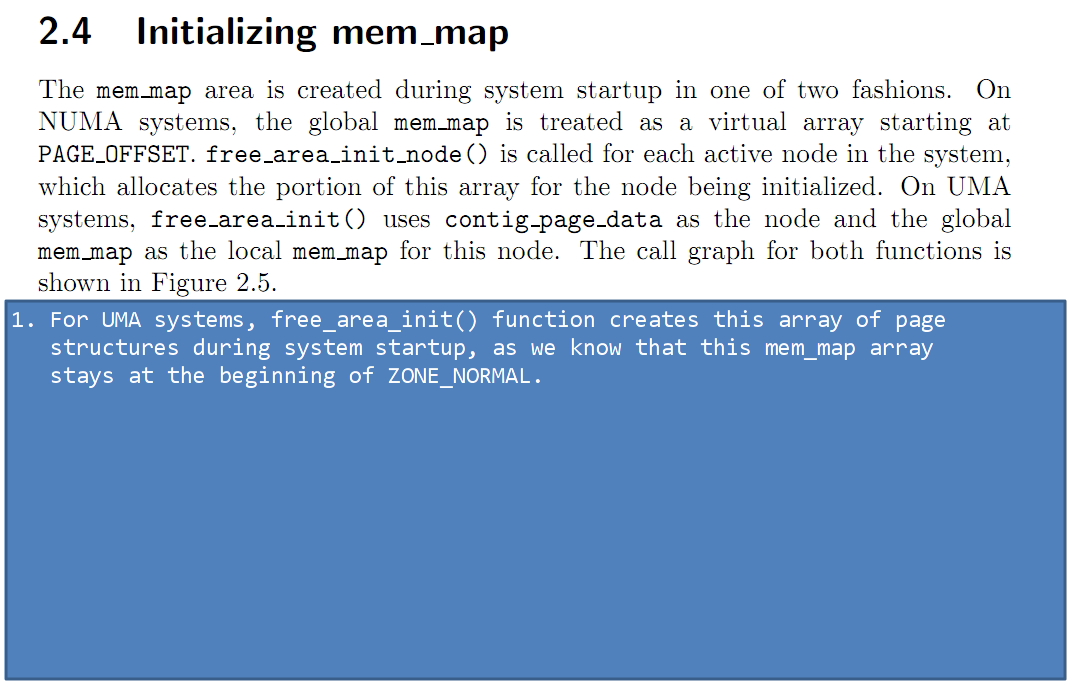 2.4 Initializing mem_map
The mem_map area is created during system startup in one of two fashions. On
NUMA systems, the global mem_map is treated as a virtual array starting at
PAGE_OFFSET. free_area_init_node() is called for each active node in the system,
which allocates the portion of this array for the node being initialized. On UMA
systems, free_area_init() uses contig_page_data as the node and the global
mem_map as the local mem_map for this node. The call graph for both functions is
shown in Figure 2.5.
1. For UMA systems, free_area_init() function creates this array of page
structures during system startup, as we know that this mem_map array
stays at the beginning of ZONE_NORMAL.